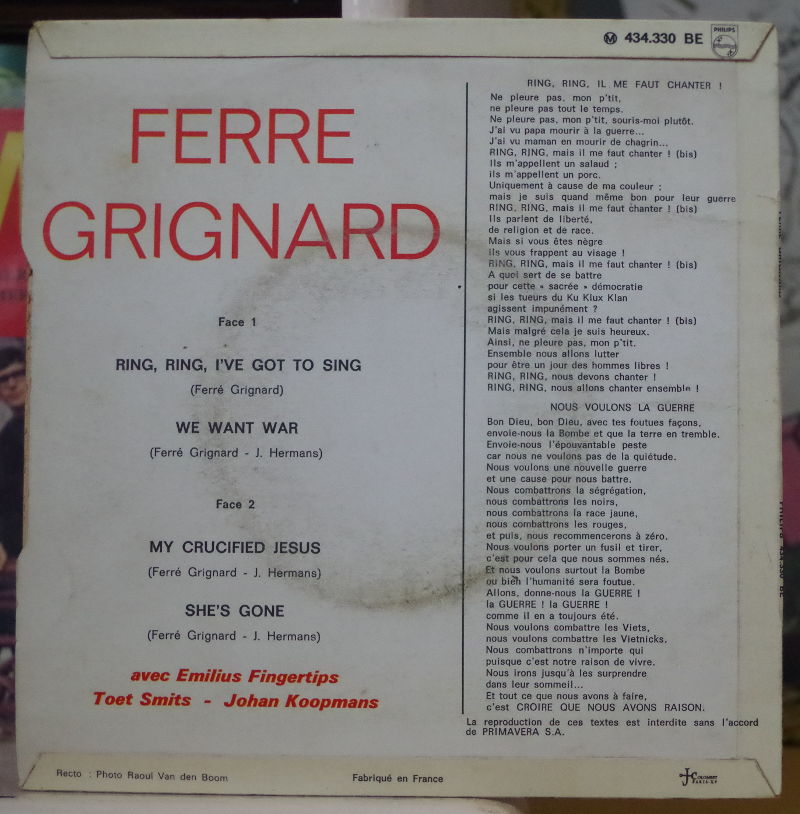 Ⓜ 434.330 BE PHILIPS
FERRE
GRIGNARD
Face 1
RING, RING, I'VE GOT TO SING
(Ferré Grignard)
WE WANT WAR
(Ferré Grignard - J. Hermans)
Face 2
MY CRUCIFIED JESUS
(Ferré Grignard - J. Hermans)
SHE'S GONE
(Ferré Grignard - J. Hermans)
avec Emilius Fingertips
Toet Smits - Johan Koopmans
RING, RING, IL ME FAUT CHANTER !
Ne pleure pas, mon p'tit,
ne pleure pas tout le temps.
Ne pleure pas, mon p'tit, souris-moi plutôt.
J'ai vu papa mourir à la guerre...
J'ai vu maman en mourir de chagrin...
RING, RING, mais il me faut chanter ! (bis)
Ils m'appellent un salaud ;
ils m'appellent un porc.
Uniquement à cause de ma couleur ;
mais je suis quand même bon pour leur guerre
RING, RING, mais il me faut chanter ! (bis)
Ils parlent de liberté,
de religion et de race.
Mais si vous êtes nègre
ils vous frappent au visage !
RING, RING, mais il me faut chanter ! (bis)
A quoi sert de se battre
pour cette « sacrée » démocratie
si les tueurs du Ku Klux Klan
agissent impunément ?
RING, RING, mais il me faut chanter ! (bis)
Mais malgré cela je suis heureux.
Ainsi, ne pleure pas, mon p'tit.
Ensemble nous allons lutter
pour être un jour des hommes libres !
RING, RING, nous devons chanter !
RING, RING, nous allons chanter ensemble !
NOUS VOULONS LA GUERRE
Bon Dieu, bon Dieu, avec tes foutues façons,
envoie-nous la Bombe et que la terre en tremble.
Envoie-nous l'épouvantable peste
car nous ne voulons pas de la quiétude.
Nous voulons une nouvelle guerre
et une cause pour nous battre.
Nous combattrons la ségrégation,
nous combattrons les noirs,
nous combattrons la race jaune,
nous combattrons les rouges,
et puis, nous recommencerons à zéro.
Nous voulons porter un fusil et tirer,
c'est pour cela que nous sommes nés.
Et nous voulons surtout la Bombe
ou bien l'humanité sera foutue.
Allons, donne-nous la GUERRE !
la GUERRE ! la GUERRE !
comme il en a toujours été.
Nous voulons combattre les Viets,
nous voulons combattre les Vietnicks.
Nous combattrons n'importe qui
puisque c'est notre raison de vivre.
Nous irons jusqu'à les surprendre
dans leur sommeil...
Et tout ce que nous avons à faire,
c'est CROIRE QUE NOUS AVONS RAISON.
La reproduction de ces textes est interdite sans l'accord
de PRIMAVERA S.A.
Recto : Photo Raoul Van den Boom
Fabriqué en France
PHILIPS 434.330 BE